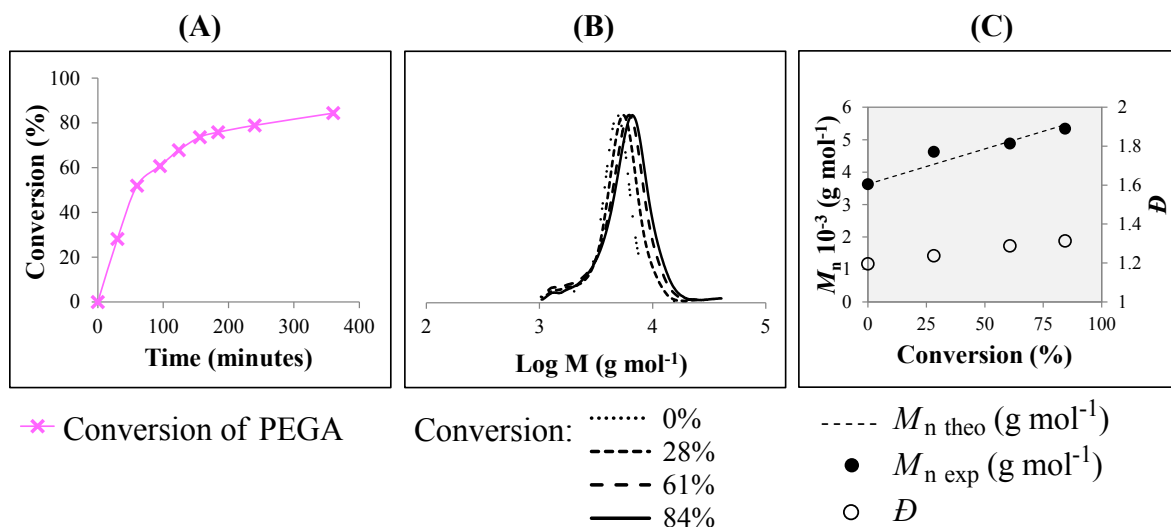 (A)
(B)
(C)
100
80
60
40
20
0
0 100 200 300 400
Conversion (%)
Time (minutes)
2 3 4 5
Log M (g mol-1)
6
5
4
3
2
1
0
2
1.8
1.6
1.4
1.2
1
0 25 50 75 100
Mn 10-3 (g mol-1)
Đ
Conversion (%)
Conversion of PEGA
Conversion:
0%
28%
61%
84%
Mn theo (g mol-1)
Mn exp (g mol-1)
Đ